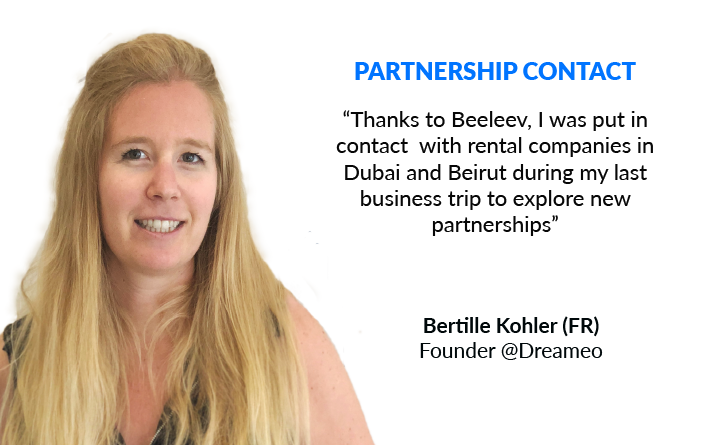 PARTNERSHIP CONTACT
“Thanks to Beeleev, I was put in
contact  with rental companies in
Dubai and Beirut during my last
business trip to explore new
partnerships”
Bertille Kohler (FR)
Founder @Dreameo